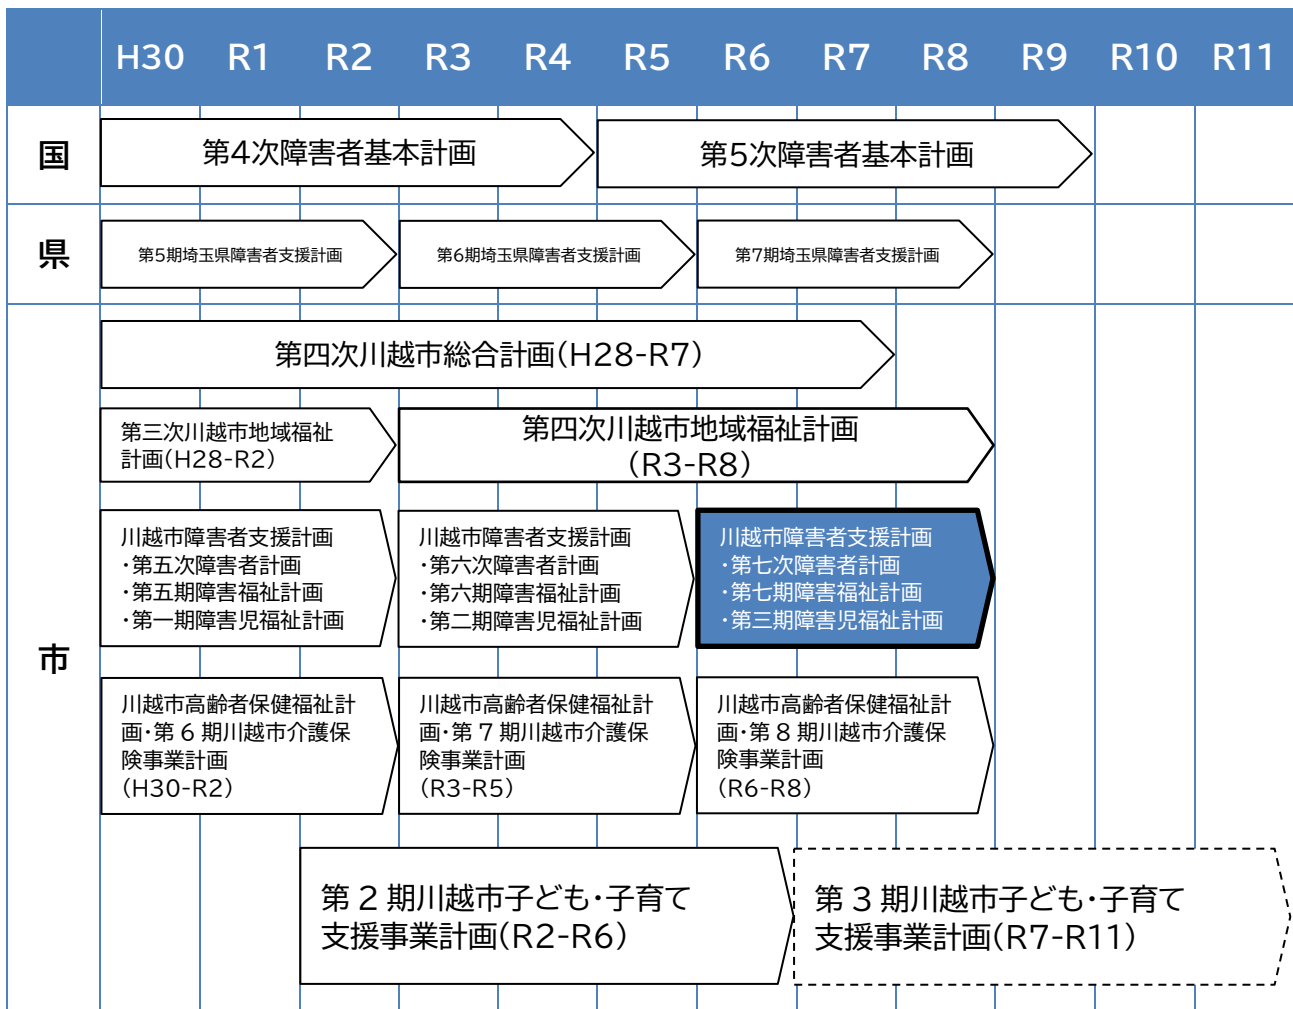 H30 R1 R2 R3 R4 R5 R6 R7 R8 R9 R10 R11
国
第4次障害者基本計画
第5次障害者基本計画
県
第5期埼玉県障害者支援計画
第6期埼玉県障害者支援計画
第7期埼玉県障害者支援計画
市
第四次川越市総合計画(H28-R7)
第三次川越市地域福祉
計画(H28-R2)
第四次川越市地域福祉計画
(R3-R8)
川越市障害者支援計画
・第五次障害者計画
・第五期障害福祉計画
・第一期障害児福祉計画
川越市障害者支援計画
・第六次障害者計画
・第六期障害福祉計画
・第二期障害児福祉計画
川越市障害者支援計画
・第七次障害者計画
・第七期障害福祉計画
・第三期障害児福祉計画
川越市高齢者保健福祉計
画・第6期川越市介護保
険事業計画
(H30-R2)
川越市高齢者保健福祉計
画・第7期川越市介護保
険事業計画
(R3-R5)
川越市高齢者保健福祉計
画・第8期川越市介護保
険事業計画
(R6-R8)
第2期川越市子ども・子育て
支援事業計画(R2-R6)
第3期川越市子ども・子育て
支援事業計画(R7-R11)